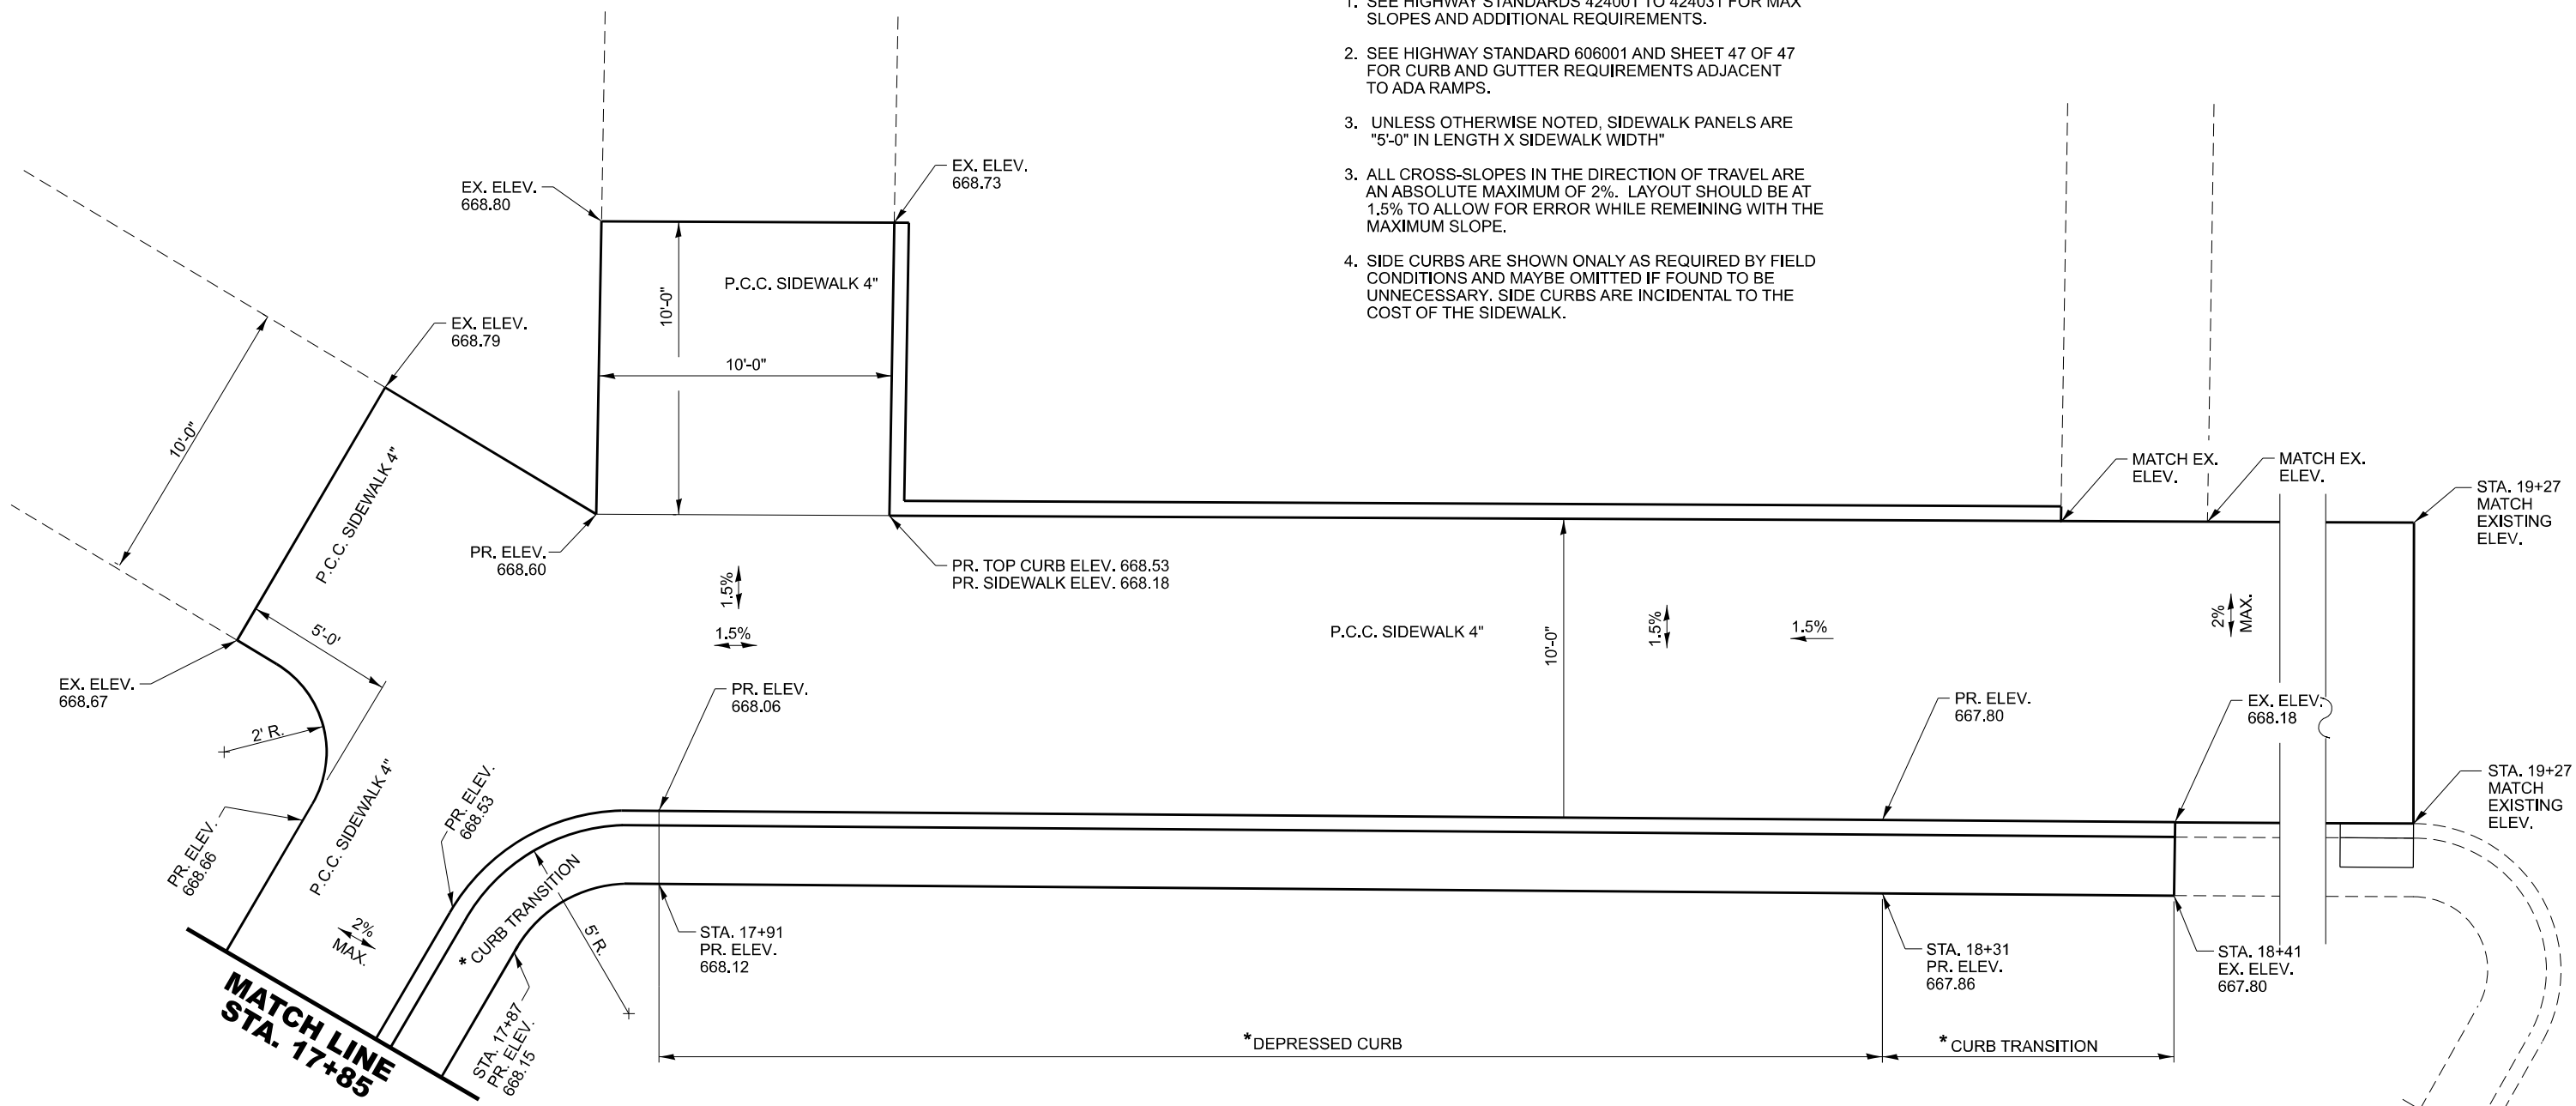 1. SEE HIGHWAY STANDARDS 424001 TO 424031 FOR MAX
SLOPES AND ADDITIONAL REQUIREMENTS.
2. SEE HIGHWAY STANDARD 606001 AND SHEET 47 OF 47
FOR CURB AND GUTTER REQUIREMENTS ADJACENT
TO ADA RAMPS.
3. UNLESS OTHERWISE NOTED, SIDEWALK PANELS ARE
"5'-0" IN LENGTH X SIDEWALK WIDTH"
3. ALL CROSS-SLOPES IN THE DIRECTION OF TRAVEL ARE
AN ABSOLUTE MAXIMUM OF 2%. LAYOUT SHOULD BE AT
1.5% TO ALLOW FOR ERROR WHILE REMEINING WITH THE
MAXIMUM SLOPE.
4. SIDE CURBS ARE SHOWN ONALY AS REQUIRED BY FIELD
CONDITIONS AND MAYBE OMITTED IF FOUND TO BE
UNNECESSARY. SIDE CURBS ARE INCIDENTAL TO THE
COST OF THE SIDEWALK.
EX. ELEV.
668.80
EX. ELEV.
668.73
P.C.C. SIDEWALK 4"
10'-0"
10'-0"
EX. ELEV.
668.79
10'-0"
P.C.C. SIDEWALK 4"
PR. ELEV.
668.60
PR. TOP CURB ELEV. 668.53
PR. SIDEWALK ELEV. 668.18
MATCH EX.
ELEV.
MATCH EX.
ELEV.
STA. 19+27
MATCH
EXISTING
ELEV.
1.5%
1.5%
5'-0'
EX. ELEV.
668.67
2' R.
P.C.C. SIDEWALK 4"
10'-0"
1.5%
1.5%
2%
MAX.
PR. ELEV.
668.06
PR. ELEV.
667.80
EX. ELEV.
668.18
STA. 19+27
MATCH
EXISTING
ELEV.
PR. ELEV.
668.66
P.C.C. SIDEWALK 4"
PR. ELEV.
668.53
* CURB TRANSITION
5' R.
2%
MAX.
STA. 17+91
PR. ELEV.
668.12
STA. 18+31
PR. ELEV.
667.86
STA. 18+41
EX. ELEV.
667.80
MATCH LINE
STA. 17+85
STA. 17+87
PR. ELEV.
668.15
*DEPRESSED CURB
* CURB TRANSITION